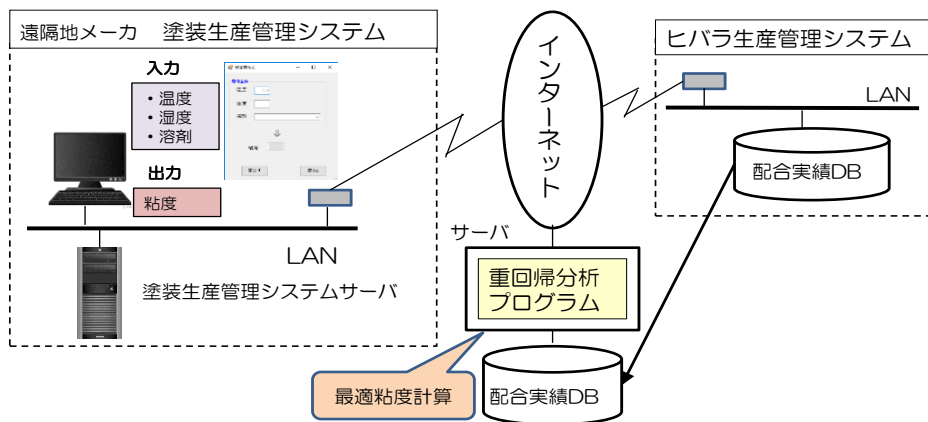 遠隔地メーカ 塗装生産管理システム
入力
・温度
・湿度
・溶剤
出力
粘度
LAN
塗装生産管理システムサーバ
インターネット
サーバ
重回帰分析
プログラム
最適粘度計算
配合実績DB
ヒバラ生産管理システム
LAN
配合実績DB